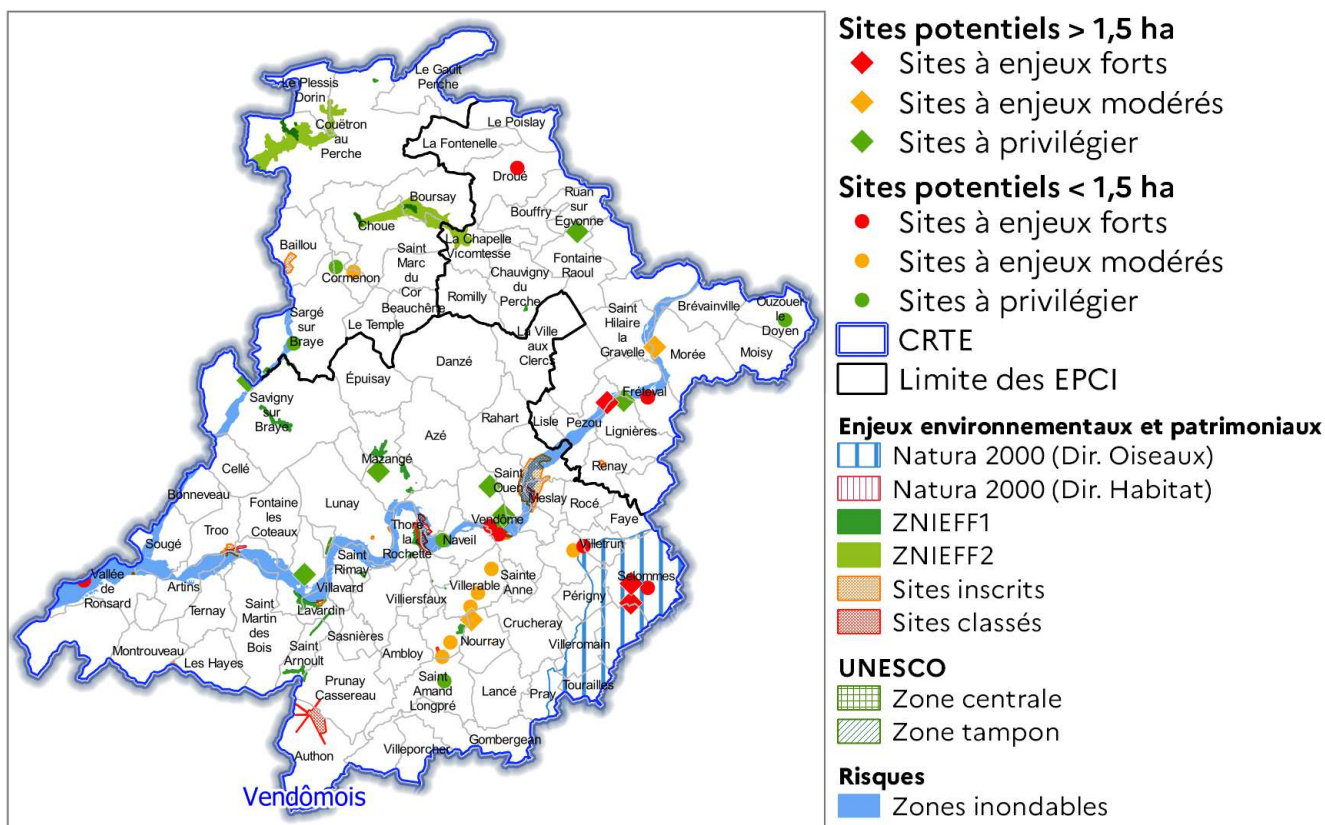 Le Gault
Perche
Le Plessis
Dorin
Couëtron
au
Perche
Le Poislay
La Fontenelle
Droué
Ruan
sur
Egvonne
Bouffry
Boursay
Choue
La Chapelle
Vicomtesse
Baillou
Saint
Marc
du
Cor
Cormenon
Fontaine
Raoul
Chauvigny
du
Perche
Romilly
Beauchêne
Sargé
sur
Braye
Le Temple
La Ville
aux
Clercs
Saint
Hilaire
la
Gravelle
Brévainville
Ouzouer
le
Doyen
Morée
Moisy
Danzé
Épuisay
Fréteval
Savigny
sur
Braye
Rahart
Lisle
Pezou
Lignières
Azé
Mazangé
Cellé
Saint
Ouen
Renay
Meslay
Bonneveau
Fontaine
les
Coteaux
Lunay
Rocé
Troo
Thoré
la
Rochette
Vendôme
Faye
Naveil
Sougé
Villetrun
Saint
Rimay
Vallée
de
Ronsard
Artins
Villavard
Villerable
Sainte
Anne
Selommes
Ternay
Saint
Martin
des
Bois
Lavardin
Villiersfaux
Périgny
Crucheray
Sasnières
Montrouveau
Les Hayes
Saint
Arnoult
Ambloy
Nourray
Villeromain
Prunay
Cassereau
Saint
Amand
Longpré
Lancé
Pray
Tourailles
Authon
Villeporcher
Gombergean
Vendômois
Sites potentiels > 1,5 ha
Sites à enjeux forts
Sites à enjeux modérés
Sites à privilégier
Sites potentiels < 1,5 ha
Sites à enjeux forts
Sites à enjeux modérés
Sites à privilégier
CRTE
Limite des EPCI
Enjeux environnementaux et patrimoniaux
Natura 2000 (Dir. Oiseaux)
Natura 2000 (Dir. Habitat)
ZNIEFF1
ZNIEFF2
Sites inscrits
Sites classés
UNESCO
Zone centrale
Zone tampon
Risques
Zones inondables